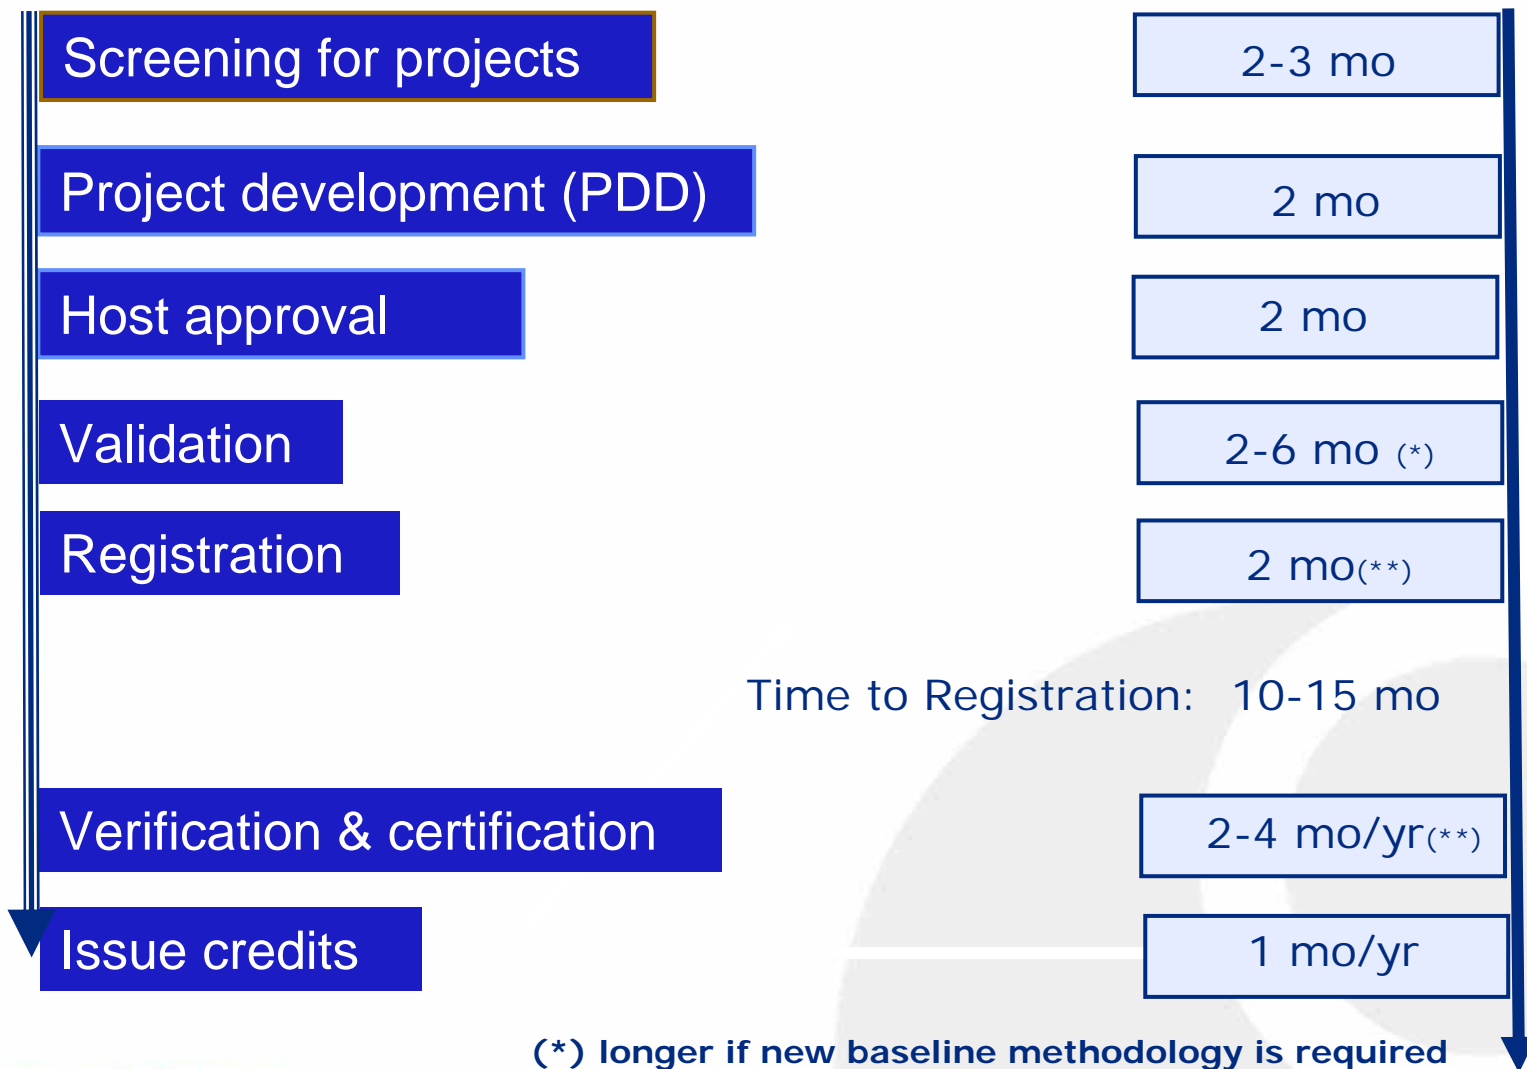 Screening for projects 2-3 mo
Project development (PDD) 2 mo
Host approval 2 mo
Validation 2-6 mo (*)
Registration 2 mo(**)
Time to Registration: 10-15 mo
Verification & certification 2-4 mo/yr(**)
Issue credits 1 mo/yr
(*) longer if new baseline methodology is required